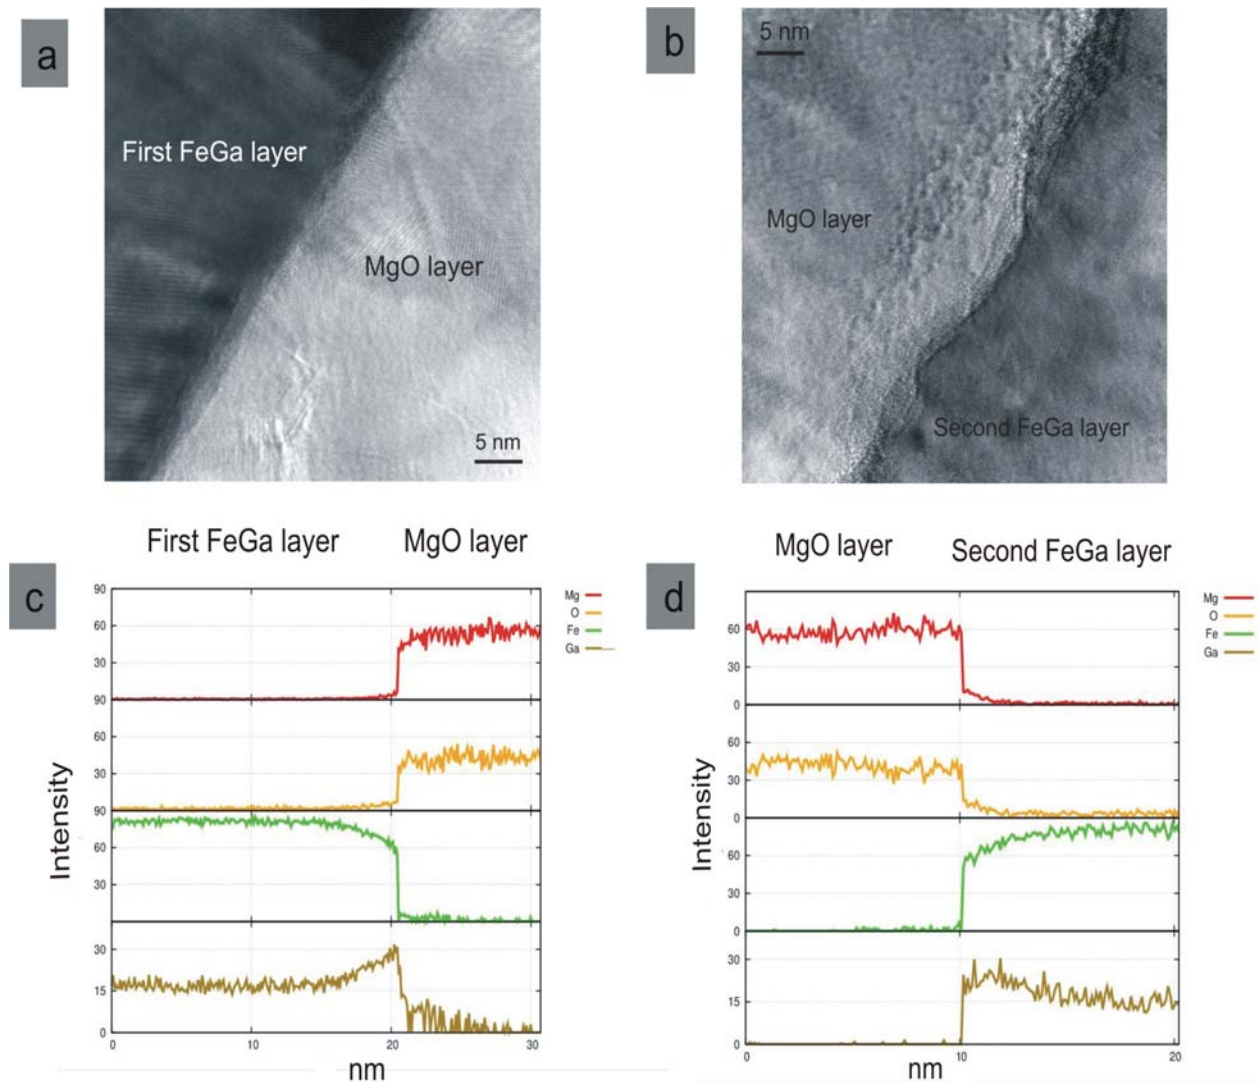 a
First FeGa layer
MgO layer
5 nm
b
5 nm
MgO layer
Second FeGa layer
First FeGa layer
MgO layer
c
Mg
O
Fe
Ga
90
60
30
90
60
30
90
60
30
30
15
0
0
10
20
30
Intensity
nm
MgO layer
Second FeGa layer
d
Mg
O
Fe
Ga
60
30
0
60
30
0
60
30
0
30
15
0
0
10
20
Intensity
nm